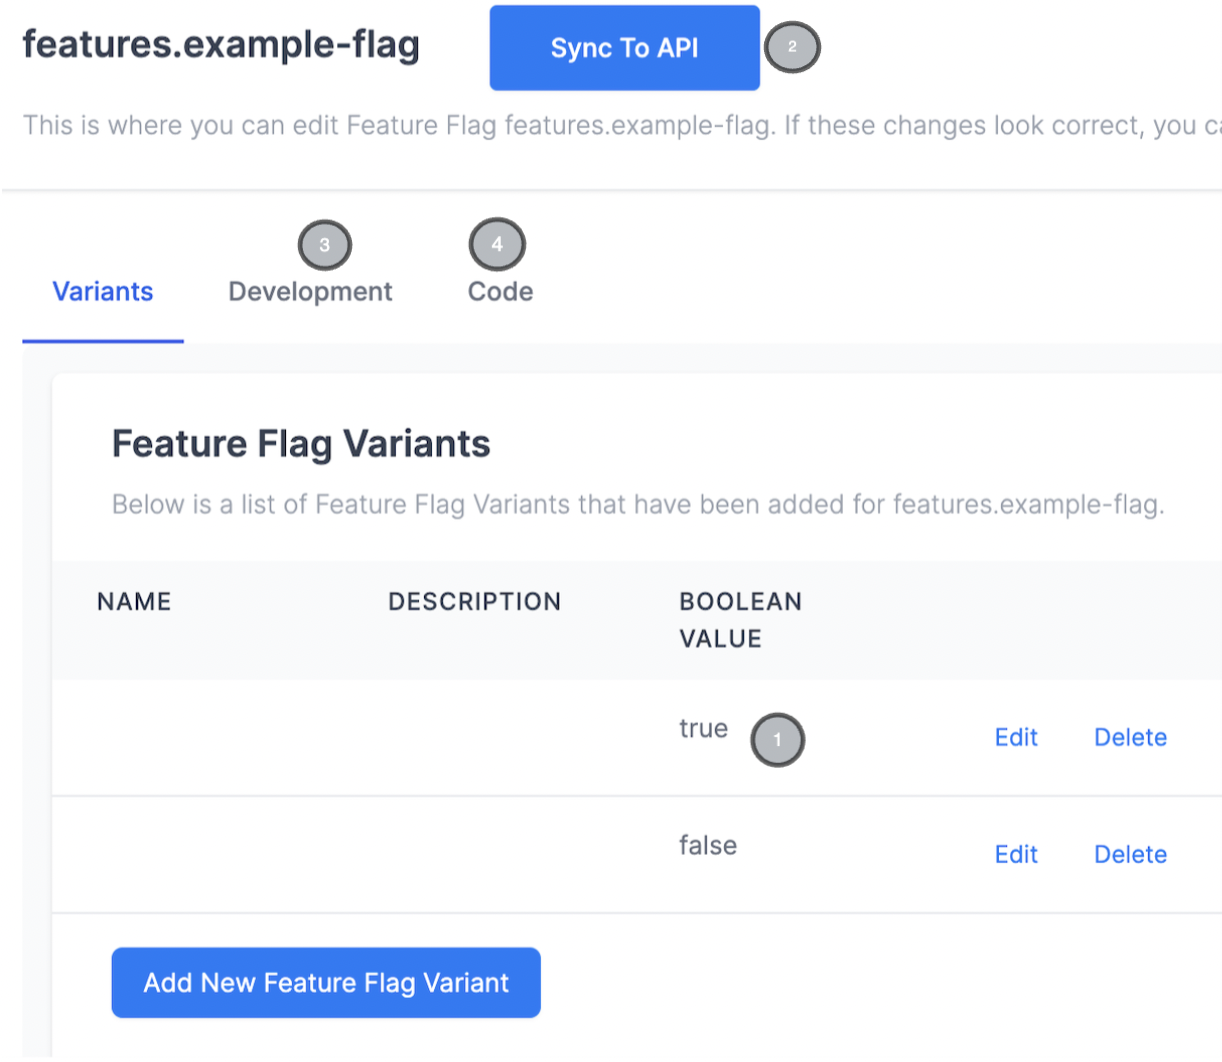 features.example-flag
Sync To API
2
This is where you can edit Feature Flag features.example-flag. If these changes look correct, you
3
4
Variants
Development
Code
Feature Flag Variants
Below is a list of Feature Flag Variants that have been added for features.example-flag.
NAME
DESCRIPTION
BOOLEAN
VALUE
true
1
Edit
Delete
false
Edit
Delete
Add New Feature Flag Variant